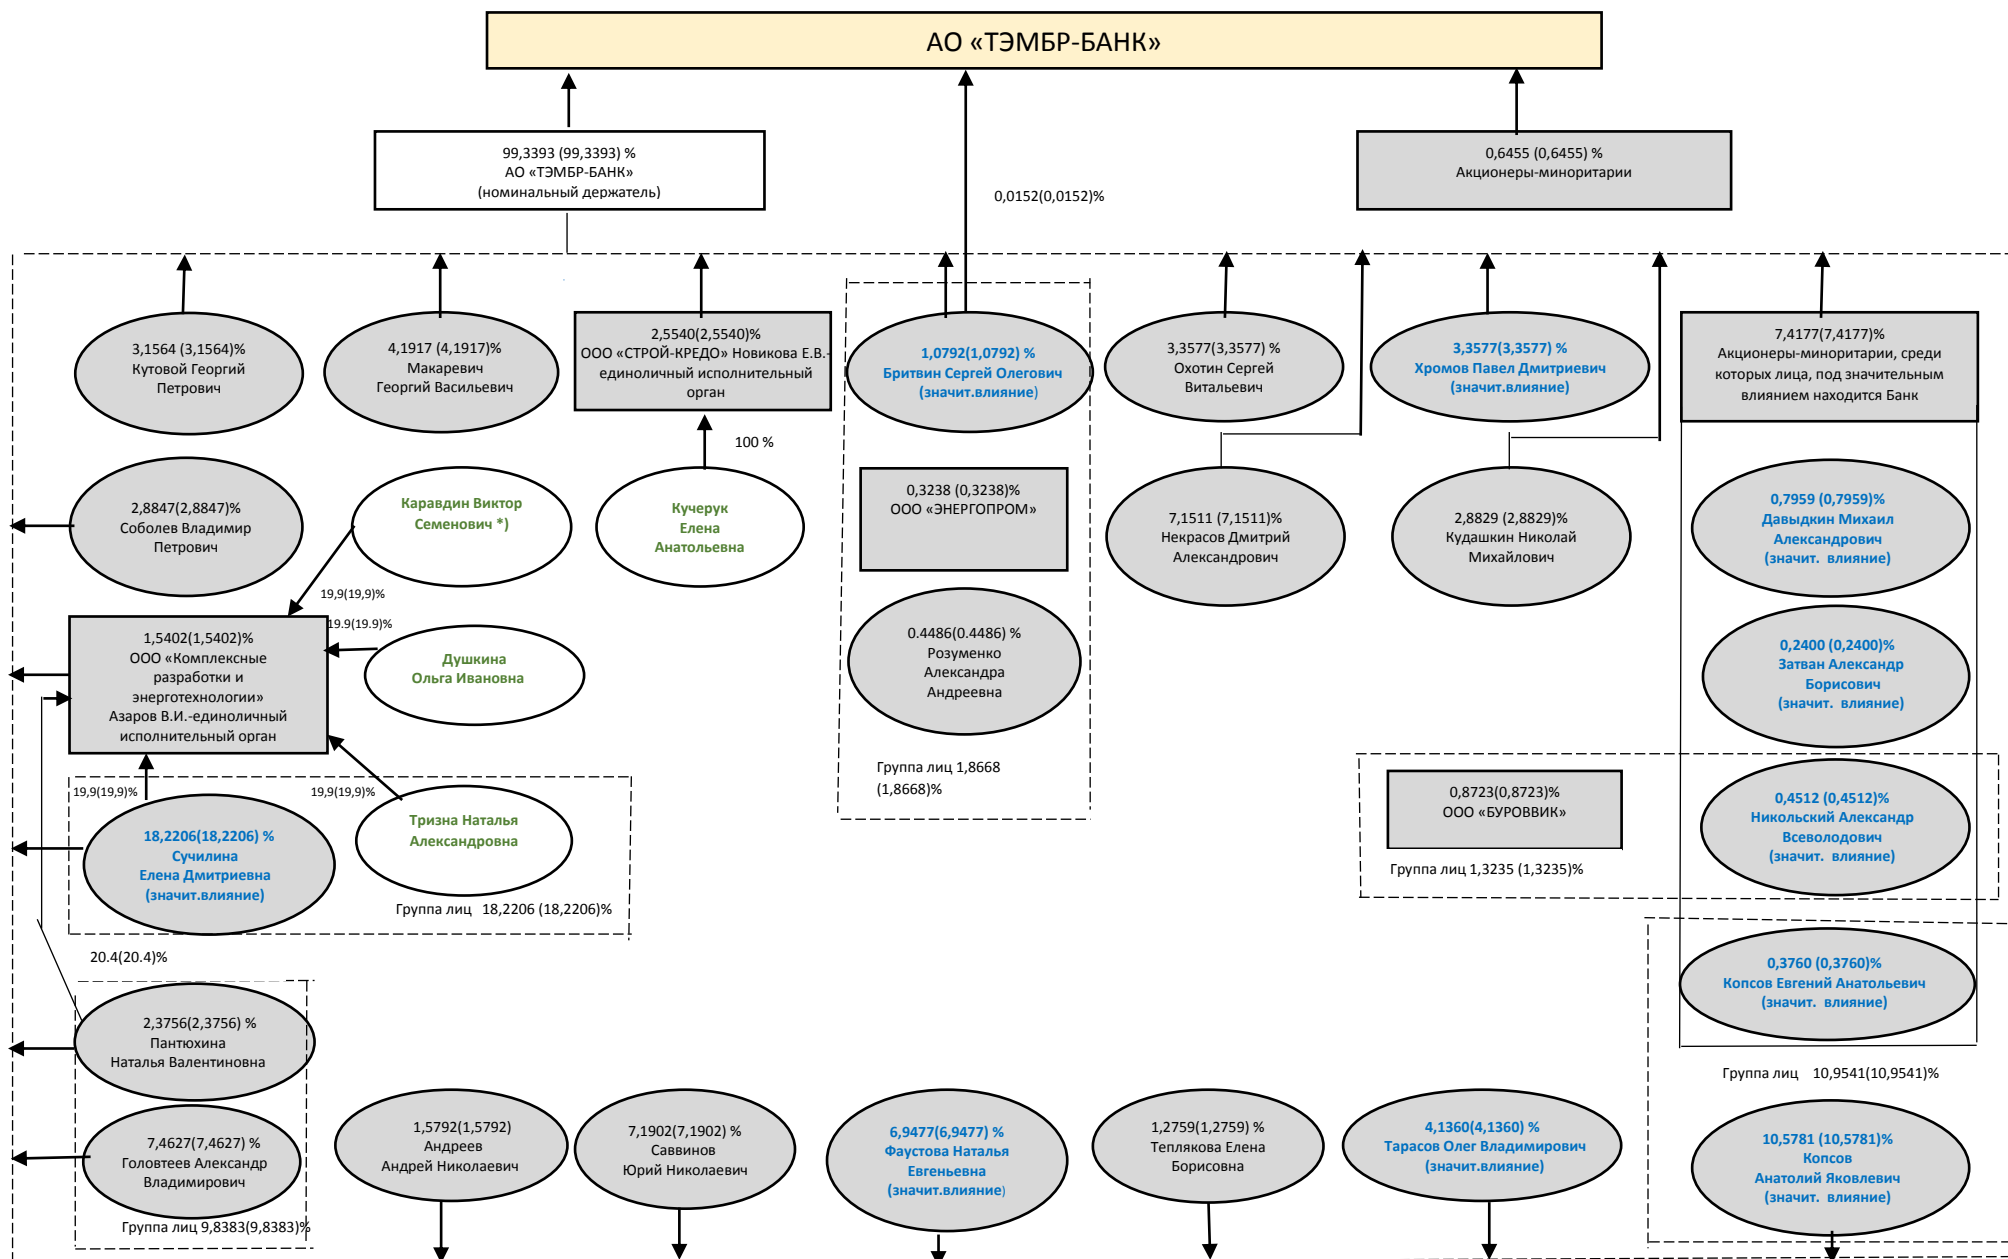 АО «ТЭМБР-БАНК»
99,3393 (99,3393) %
АО «ТЭМБР-БАНК»
(номинальный держатель)
0,0152(0,0152)%
0,6455 (0,6455) %
Акционеры-миноритарии
3,1564 (3,1564)%
Кутовой Георгий
Петрович
4,1917 (4,1917)%
Макаревич
Георгий Васильевич
2,5540(2,5540)%
ООО «СТРОЙ-КРЕДО» Новикова Е.В.-
единоличный исполнительный
орган
100 %
1,0792(1,0792) %
Бритвин Сергей Олегович
(значит.влияние)
3,3577(3,3577) %
Охотин Сергей
Витальевич
3,3577(3,3577) %
Хромов Павел Дмитриевич
(значит.влияние)
7,4177(7,4177)%
Акционеры-миноритарии, среди
которых лица, под значительным
влиянием находится Банк
2,8847(2,8847)%
Соболев Владимир
Петрович
Каравдин Виктор
Семенович *)
Кучерук
Елена
Анатольевна
0,3238 (0,3238)%
ООО «ЭНЕРГОПРОМ»
7,1511 (7,1511)%
Некрасов Дмитрий
Александрович
2,8829 (2,8829)%
Кудашкин Николай
Михайлович
0,7959 (0,7959)%
Давыдкин Михаил
Александрович
(значит. влияние)
19,9(19,9)%
19.9(19.9)%
1,5402(1,5402)%
ООО «Комплексные
разработки и
энерготехнологии»
Азаров В.И.-единоличный
исполнительный орган
Душкина
Ольга Ивановна
0.4486(0.4486) %
Розуменко
Александра
Андреевна
0,2400 (0,2400)%
Затван Александр
Борисович
(значит. влияние)
Группа лиц 1,8668
(1,8668)%
19,9(19,9)%
19,9(19,9)%
18,2206(18,2206) %
Сучилина
Елена Дмитриевна
(значит.влияние)
Тризна Наталья
Александровна
Группа лиц 18,2206 (18,2206)%
0,8723(0,8723)%
ООО «БУРОВВИК»
Группа лиц 1,3235 (1,3235)%
0,4512 (0,4512)%
Никольский Александр
Всеволодович
(значит. влияние)
20.4(20.4)%
0,3760 (0,3760)%
Копсов Евгений Анатольевич
(значит. влияние)
2,3756(2,3756) %
Пантюхина
Наталья Валентиновна
Группа лиц 10,9541(10,9541)%
7,4627(7,4627) %
Головтеев Александр
Владимирович
Группа лиц 9,8383(9,8383)%
1,5792(1,5792)
Андреев
Андрей Николаевич
7,1902(7,1902) %
Саввинов
Юрий Николаевич
6,9477(6,9477) %
Фаустова Наталья
Евгеньевна
(значит.влияние)
1,2759(1,2759) %
Теплякова Елена
Борисовна
4,1360(4,1360) %
Тарасов Олег Владимирович
(значит.влияние)
10,5781 (10,5781)%
Копсов
Анатолий Яковлевич
(значит. влияние)